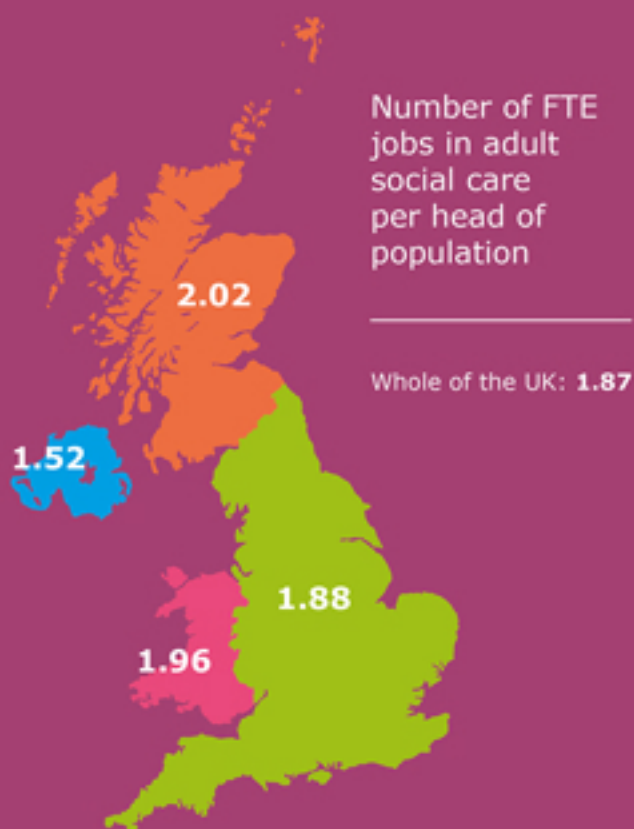 Number of FTE
jobs in adult
social care
per head of
population
Whole of the UK: 1.87
2.02
1.52
1.88
1.96